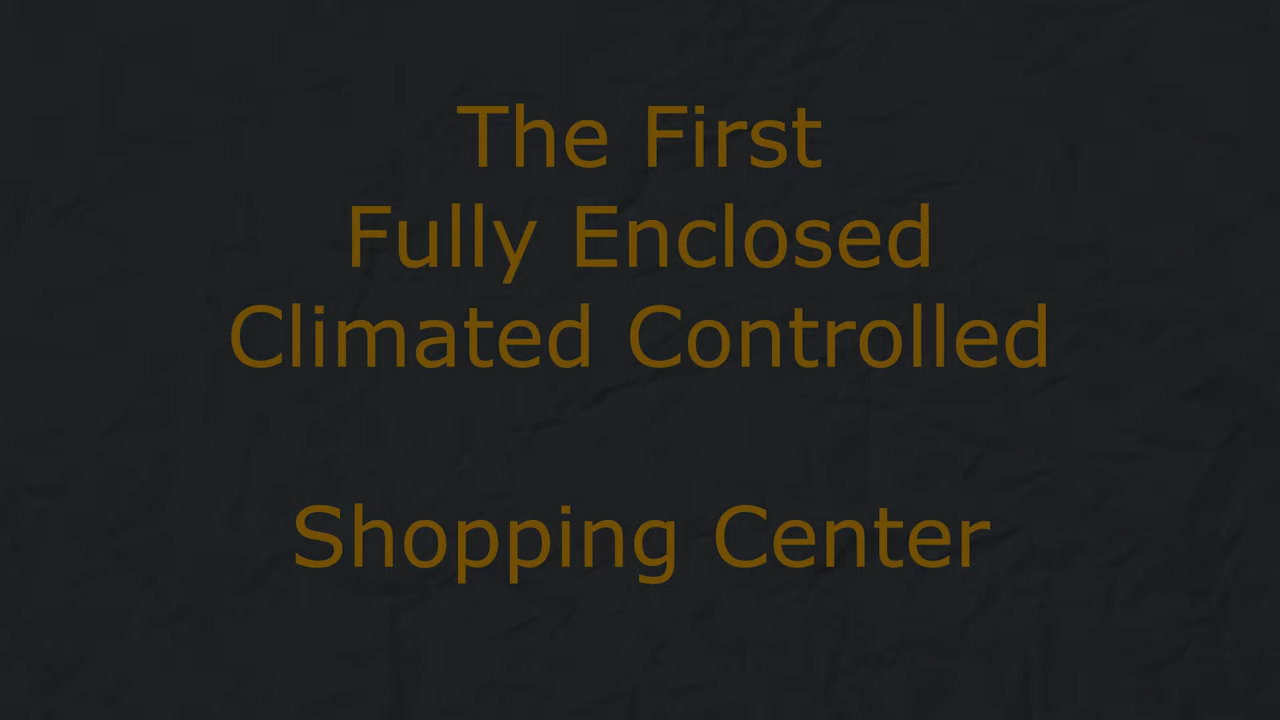 The First
Fully Enclosed
Climated Controlled
Shopping Center